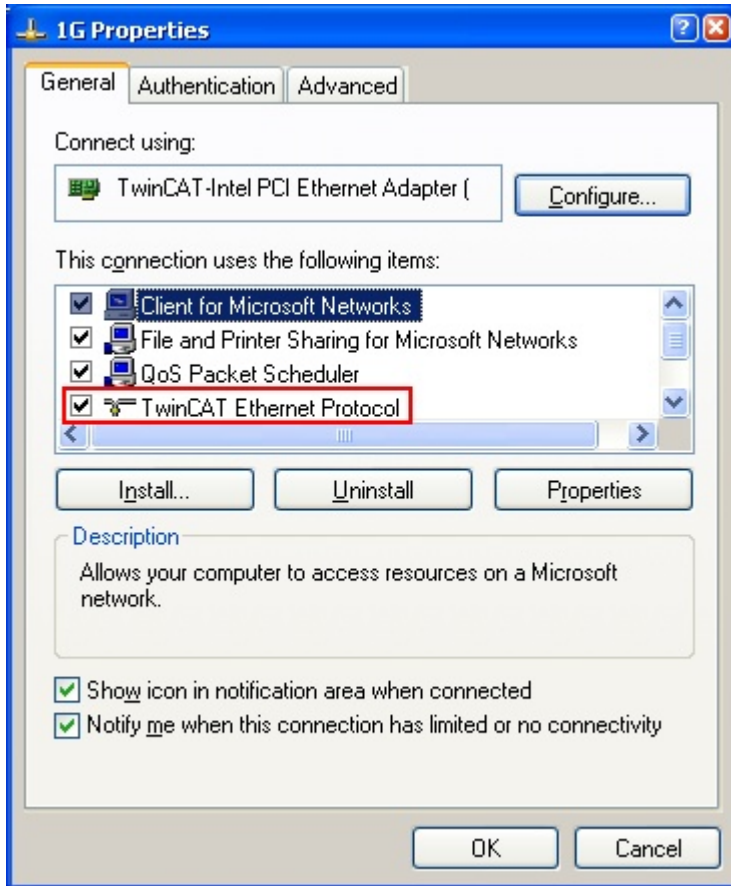 1G Properties
General Authentication Advanced
Connect using:
TwinCAT-Intel PCI Ethernet Adapter (
Configure...
This connection uses the following items:
Client for Microsoft Networks
File and Printer Sharing for Microsoft Networks
QoS Packet Scheduler
TwinCAT Ethernet Protocol
Install... Uninstall Properties
Description
Allows your computer to access resources on a Microsoft
network.
Show icon in notification area when connected
Notify me when this connection has limited or no connectivity
OK Cancel